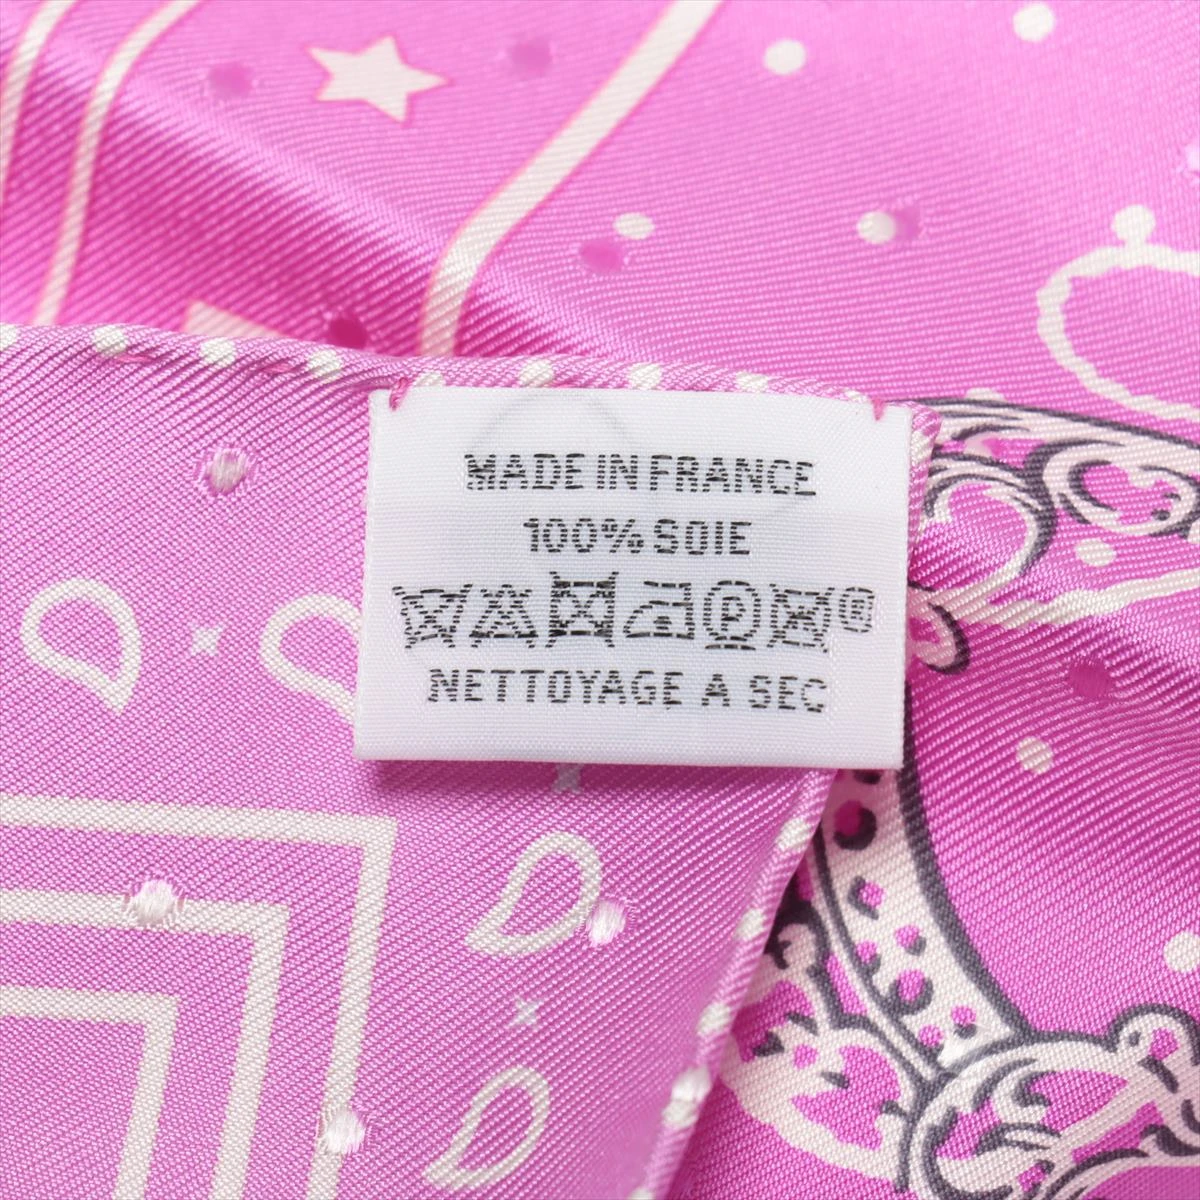 MADE IN FRANCE
100% SOIE
P ®
NETTOYAGE A SEC